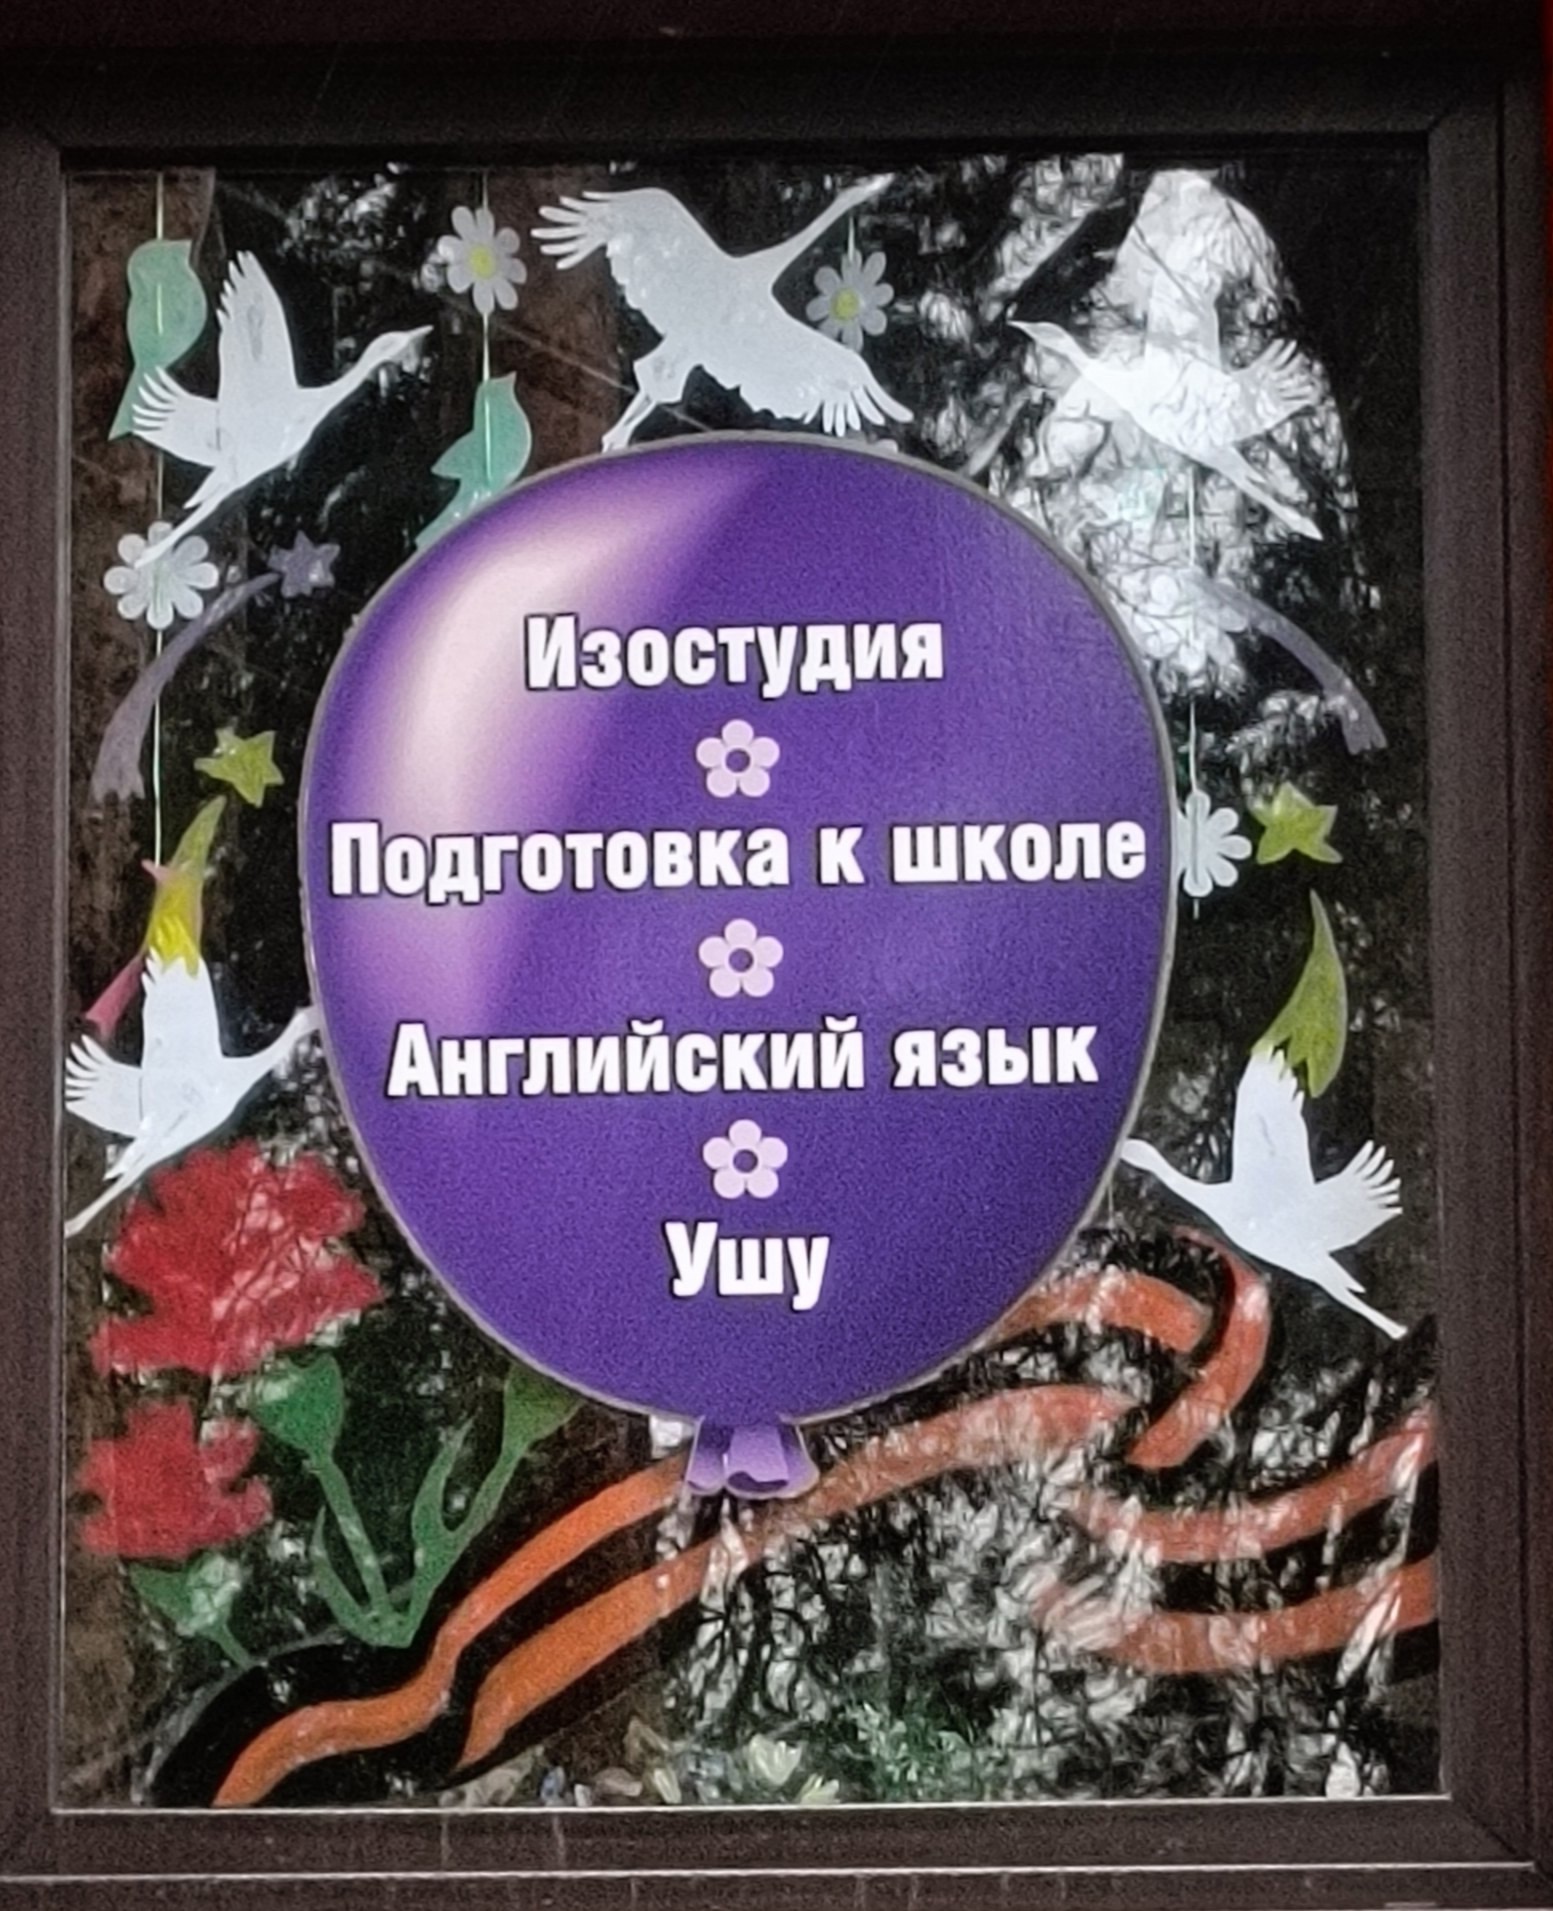 Изостудия
Подготовка к школе
Английский язык
Ушу